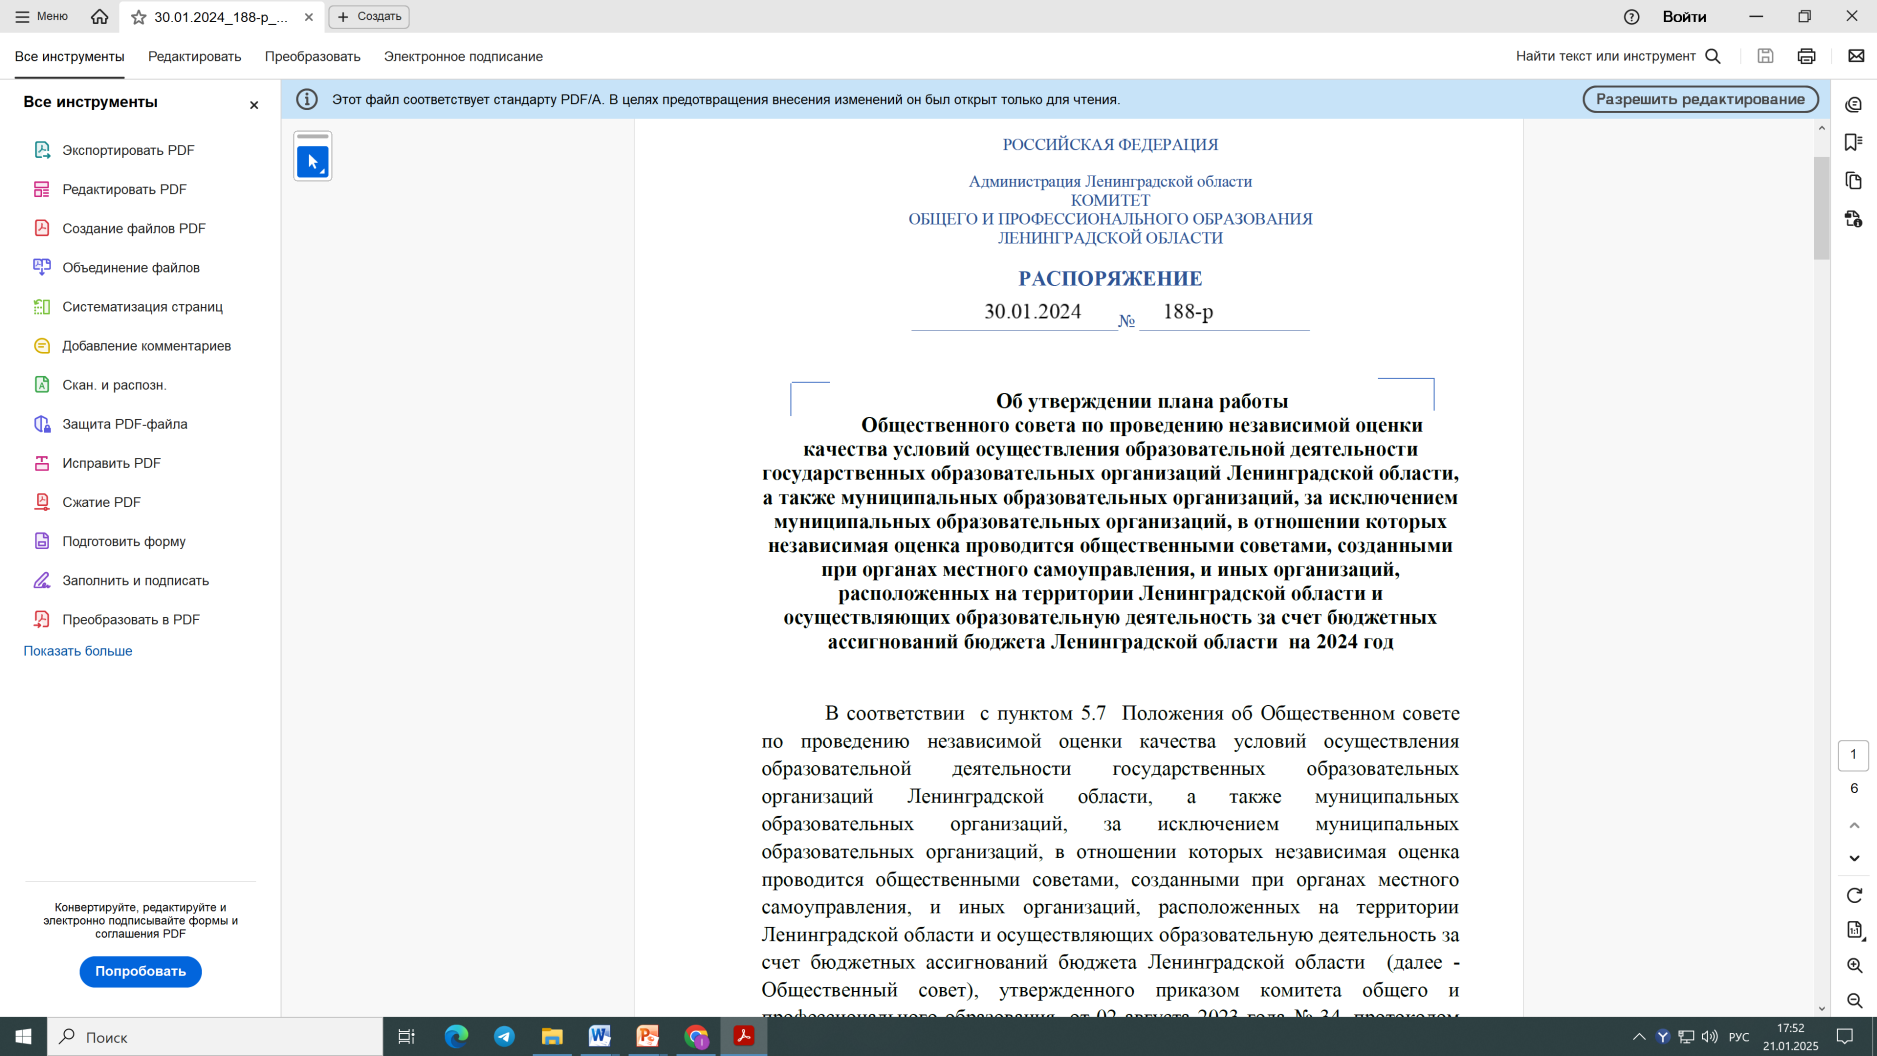 Меню
30.01.2024_188-р_...
Создать
Войти
Все инструменты
Редактировать
Преобразовать
Электронное подписание
Найти текст или инструмент
Все инструменты
Экспортировать PDF
Редактировать PDF
Создание файлов PDF
Объединение файлов
Систематизация страниц
Добавление комментариев
Скан. и распозн.
Защита PDF-файла
Исправить PDF
Сжатие PDF
Подготовить форму
Заполнить и подписать
Преобразовать в PDF
Показать больше
Конвертируйте, редактируйте и
электронно подписывайте формы и
соглашения PDF
Попробовать
Этот файл соответствует стандарту PDF/A. В целях предотвращения внесения изменений он был открыт только для чтения.
Разрешить редактирование
РОССИЙСКАЯ ФЕДЕРАЦИЯ
Администрация Ленинградской области
КОМИТЕТ
ОБЩЕГО И ПРОФЕССИОНАЛЬНОГО ОБРАЗОВАНИЯ
ЛЕНИНГРАДСКОЙ ОБЛАСТИ
РАСПОРЯЖЕНИЕ
30.01.2024 № 188-р
Об утверждении плана работы
Общественного совета по проведению независимой оценки
качества условий осуществления образовательной деятельности
государственных образовательных организаций Ленинградской области,
а также муниципальных образовательных организаций, за исключением
муниципальных образовательных организаций, в отношении которых
независимая оценка проводится общественными советами, созданными
при органах местного самоуправления, и иных организаций,
расположенных на территории Ленинградской области и
осуществляющих образовательную деятельность за счет бюджетных
ассигнований бюджета Ленинградской области на 2024 год
В соответствии с пунктом 5.7 Положения об Общественном совете
по проведению независимой оценки качества условий осуществления
образовательной деятельности государственных образовательных
организаций Ленинградской области, а также муниципальных
образовательных организаций, за исключением муниципальных
образовательных организаций, в отношении которых независимая оценка
проводится общественными советами, созданными при органах местного
самоуправления, и иных организаций, расположенных на территории
Ленинградской области и осуществляющих образовательную деятельность за
счет бюджетных ассигнований бюджета Ленинградской области (далее -
Общественный совет), утвержденного приказом комитета общего и
профессионального образования от 02 августа 2023 года № 34, протоколом
1
6
Поиск
РУС
17:52
21.01.2025